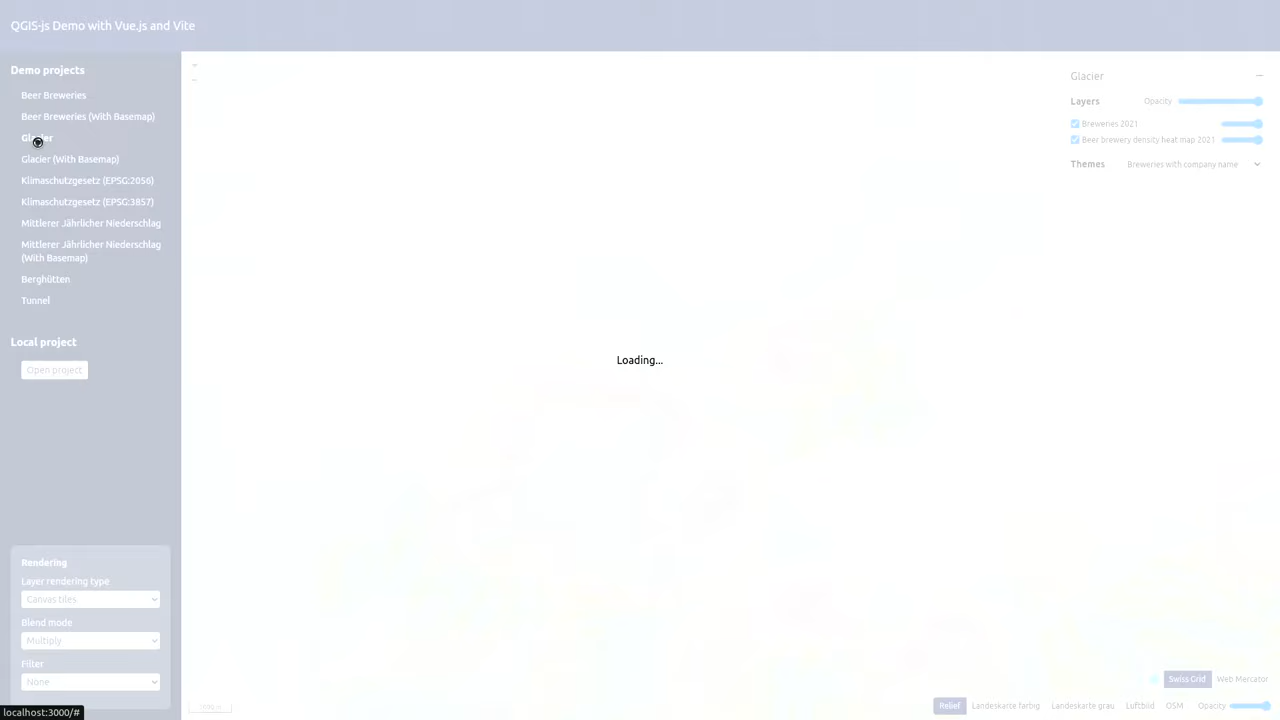 QGIS-js Demo with Vue.js and Vite
Demo projects
Beer Breweries
Beer Breweries (With Basemap)
Glacier
Glacier (With Basemap)
Klimaschutzgesetz (EPSG:2056)
Klimaschutzgesetz (EPSG:3857)
Mittlerer Jährlicher Niederschlag
Mittlerer Jährlicher Niederschlag
(With Basemap)
Berghütten
Tunnel
Local project
Open project
Rendering
Layer rendering type
Canvas tiles
Blend mode
Multiply
Filter
None
localhost:3000/#
Loading...
Glacier
Layers Opacity
Breweries 2021
Beer brewery density heat map 2021
Themes Breweries with company name
Swiss Grid Web Mercator
Relief Landeskarte farbig Landeskarte grau Luftbild OSM Opacity